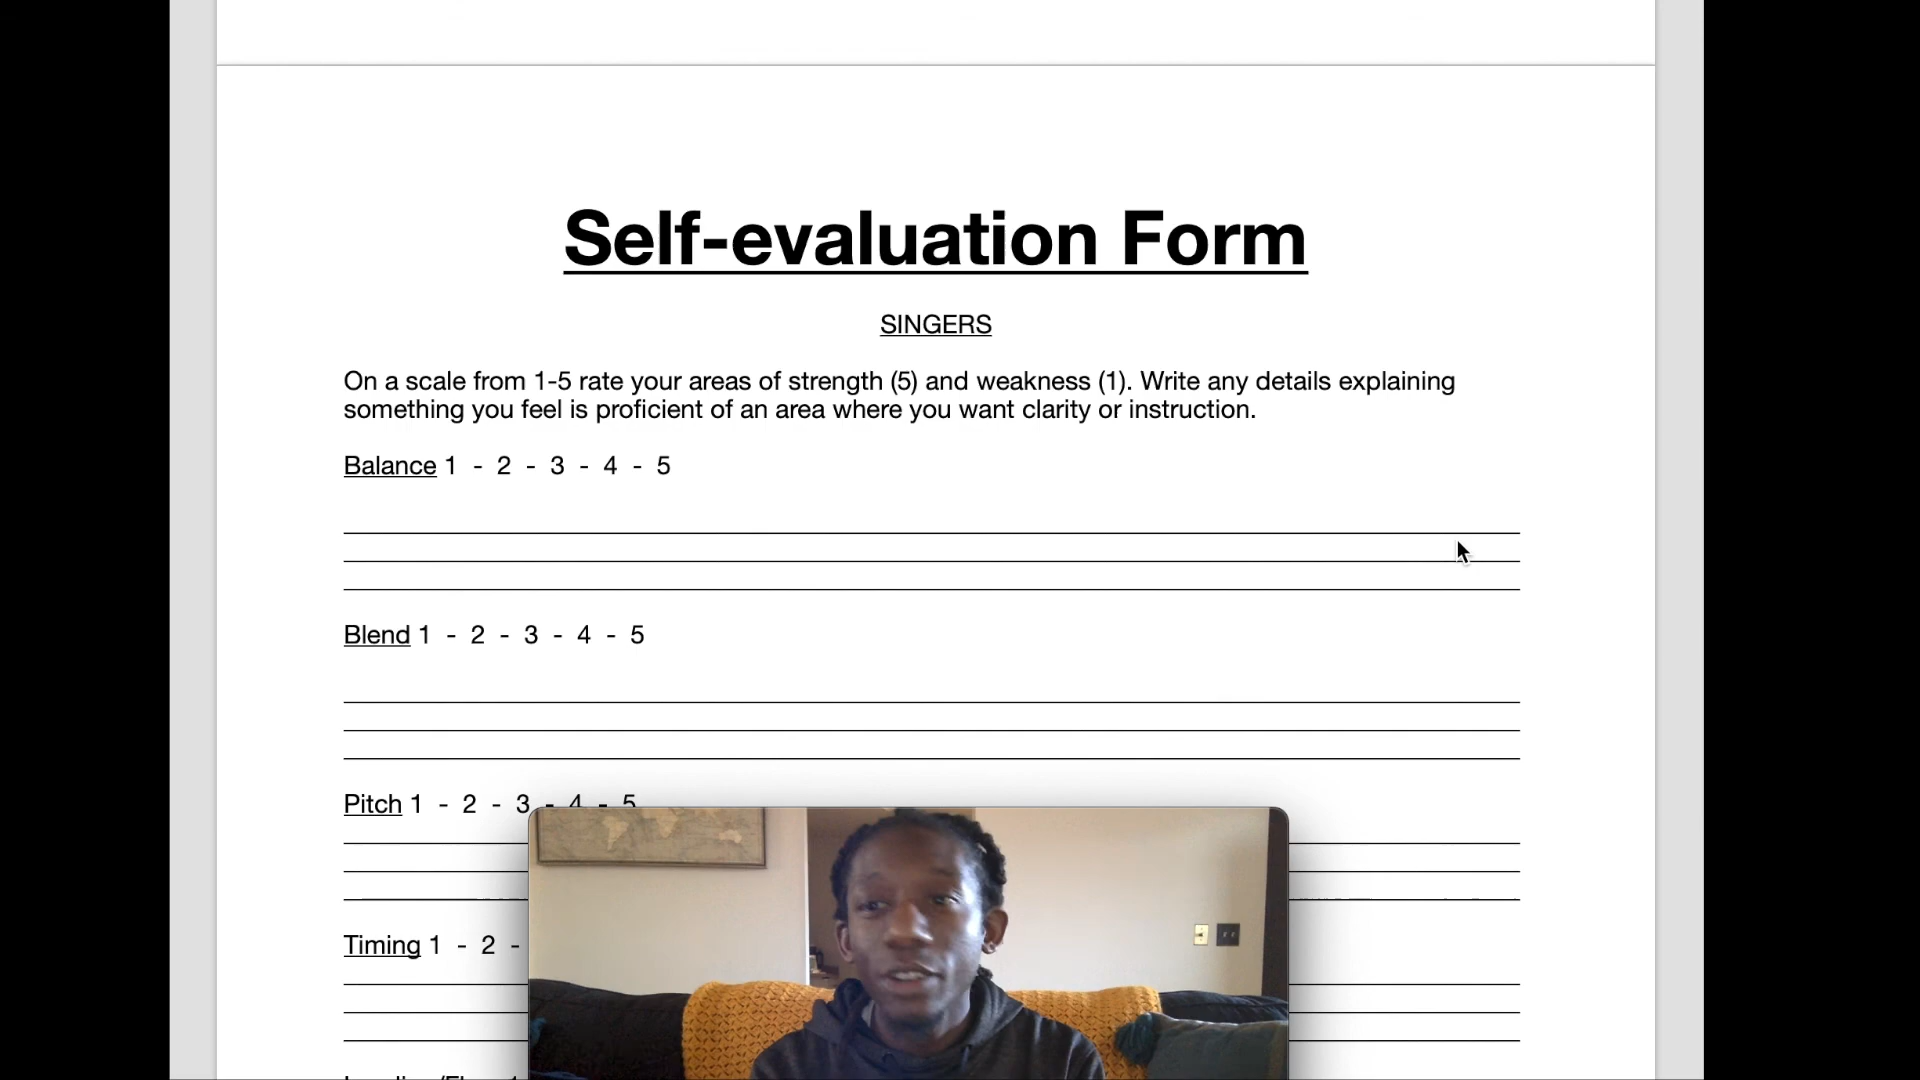 Self-evaluation Form
SINGERS
On a scale from 1-5 rate your areas of strength (5) and weakness (1). Write any details explaining
something you feel is proficient of an area where you want clarity or instruction.
Balance 1 - 2 - 3 - 4 - 5
Blend 1 - 2 - 3 - 4 - 5
Pitch 1 - 2 - 3 - 4 - 5
Timing 1 - 2 -